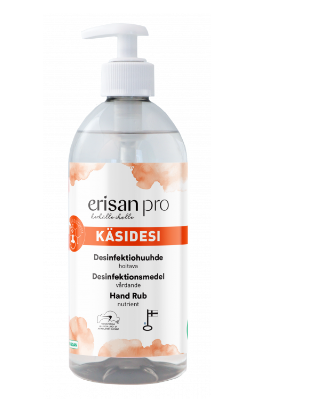 erisan pro
KÄSIDESI
Desinfektiohuuhde
hoitava
Desinfektionsmedel
vårdande
Hand Rub
nutrient